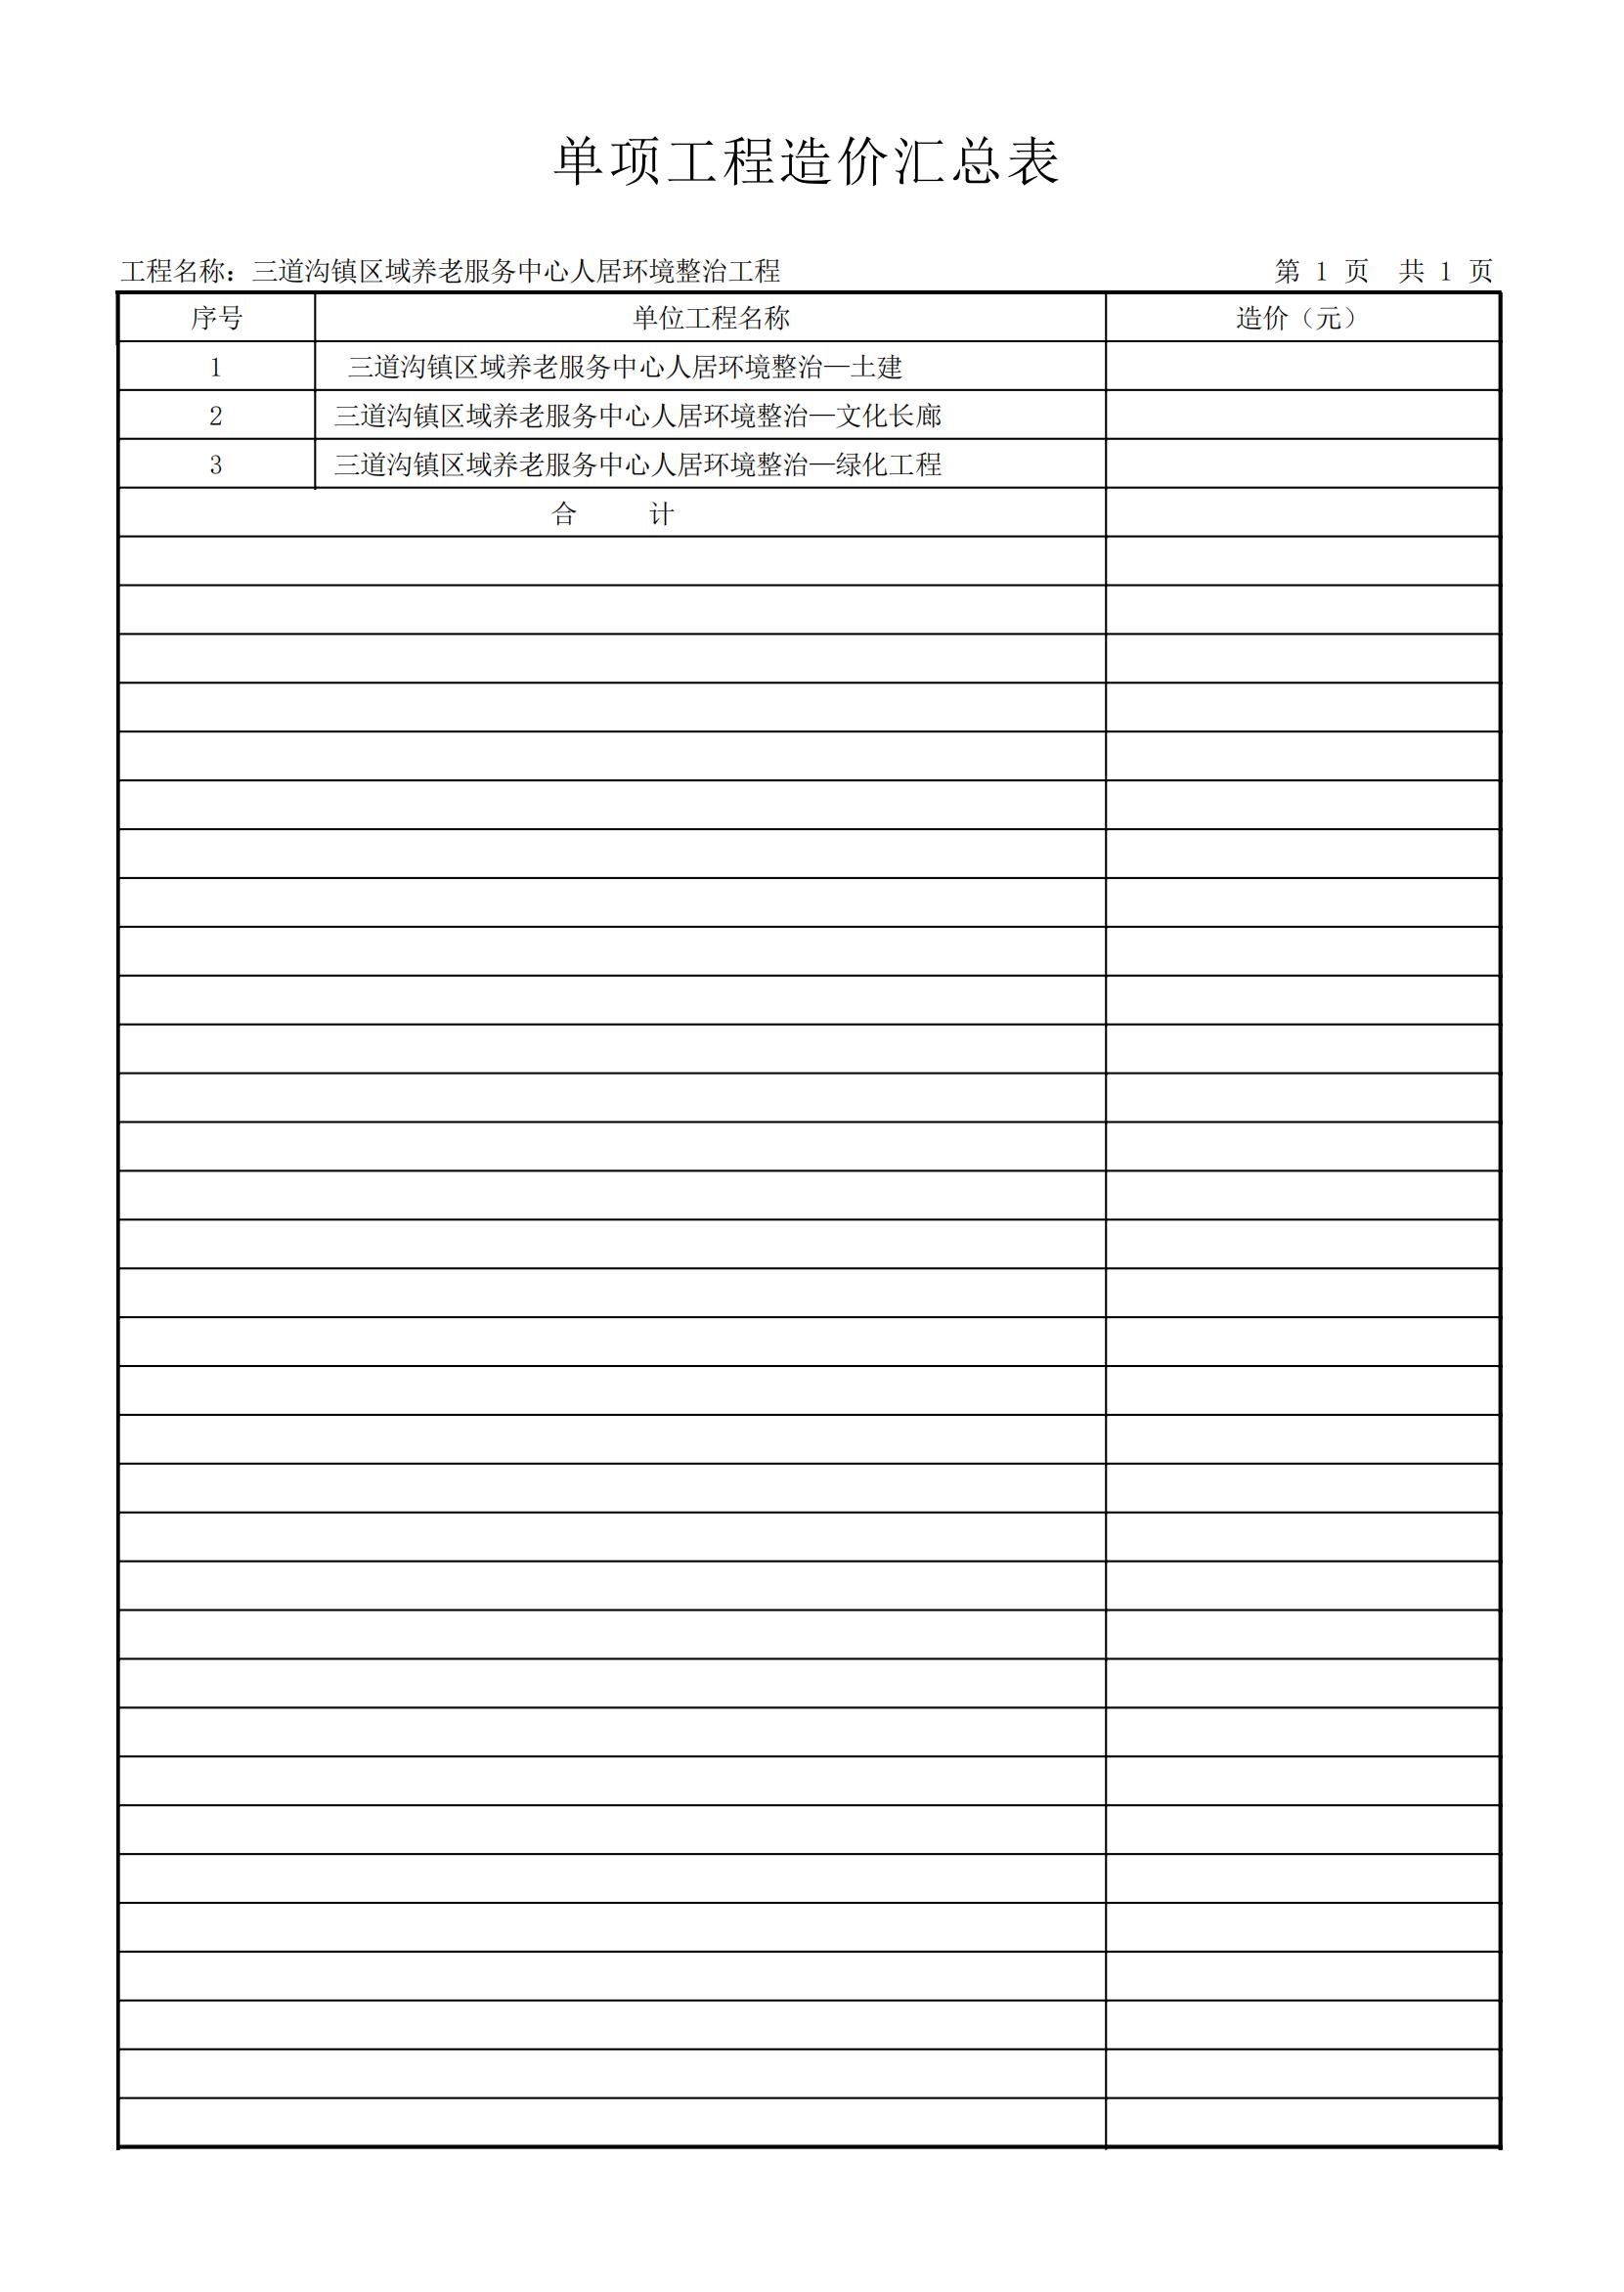 单项工程造价汇总表
工程名称：三道沟镇区域养老服务中心人居环境整治工程 第 1 页 共 1 页
序号 单位工程名称 造价（元）
1 三道沟镇区域养老服务中心人居环境整治—土建
2 三道沟镇区域养老服务中心人居环境整治—文化长廊
3 三道沟镇区域养老服务中心人居环境整治—绿化工程
合 计